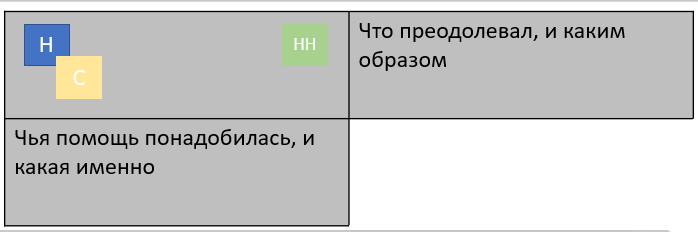 Н
С
НН
Что преодолевал, и каким
образом
Чья помощь понадобилась, и
какая именно